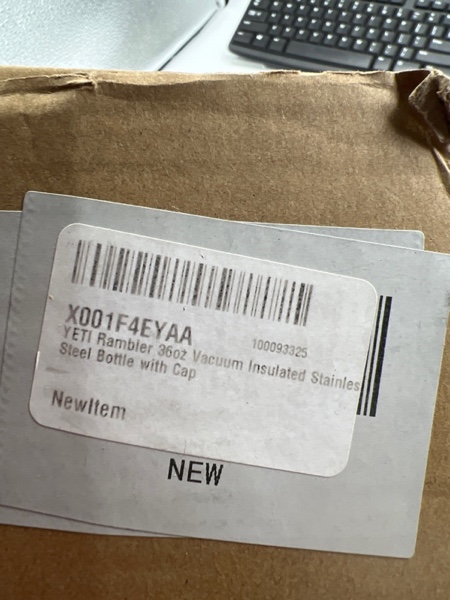 X001F4EYAA
100093325
YETI Rambler 36oz Vacuum Insulated Stainles
Steel Bottle with Cap
NewItem
NEW